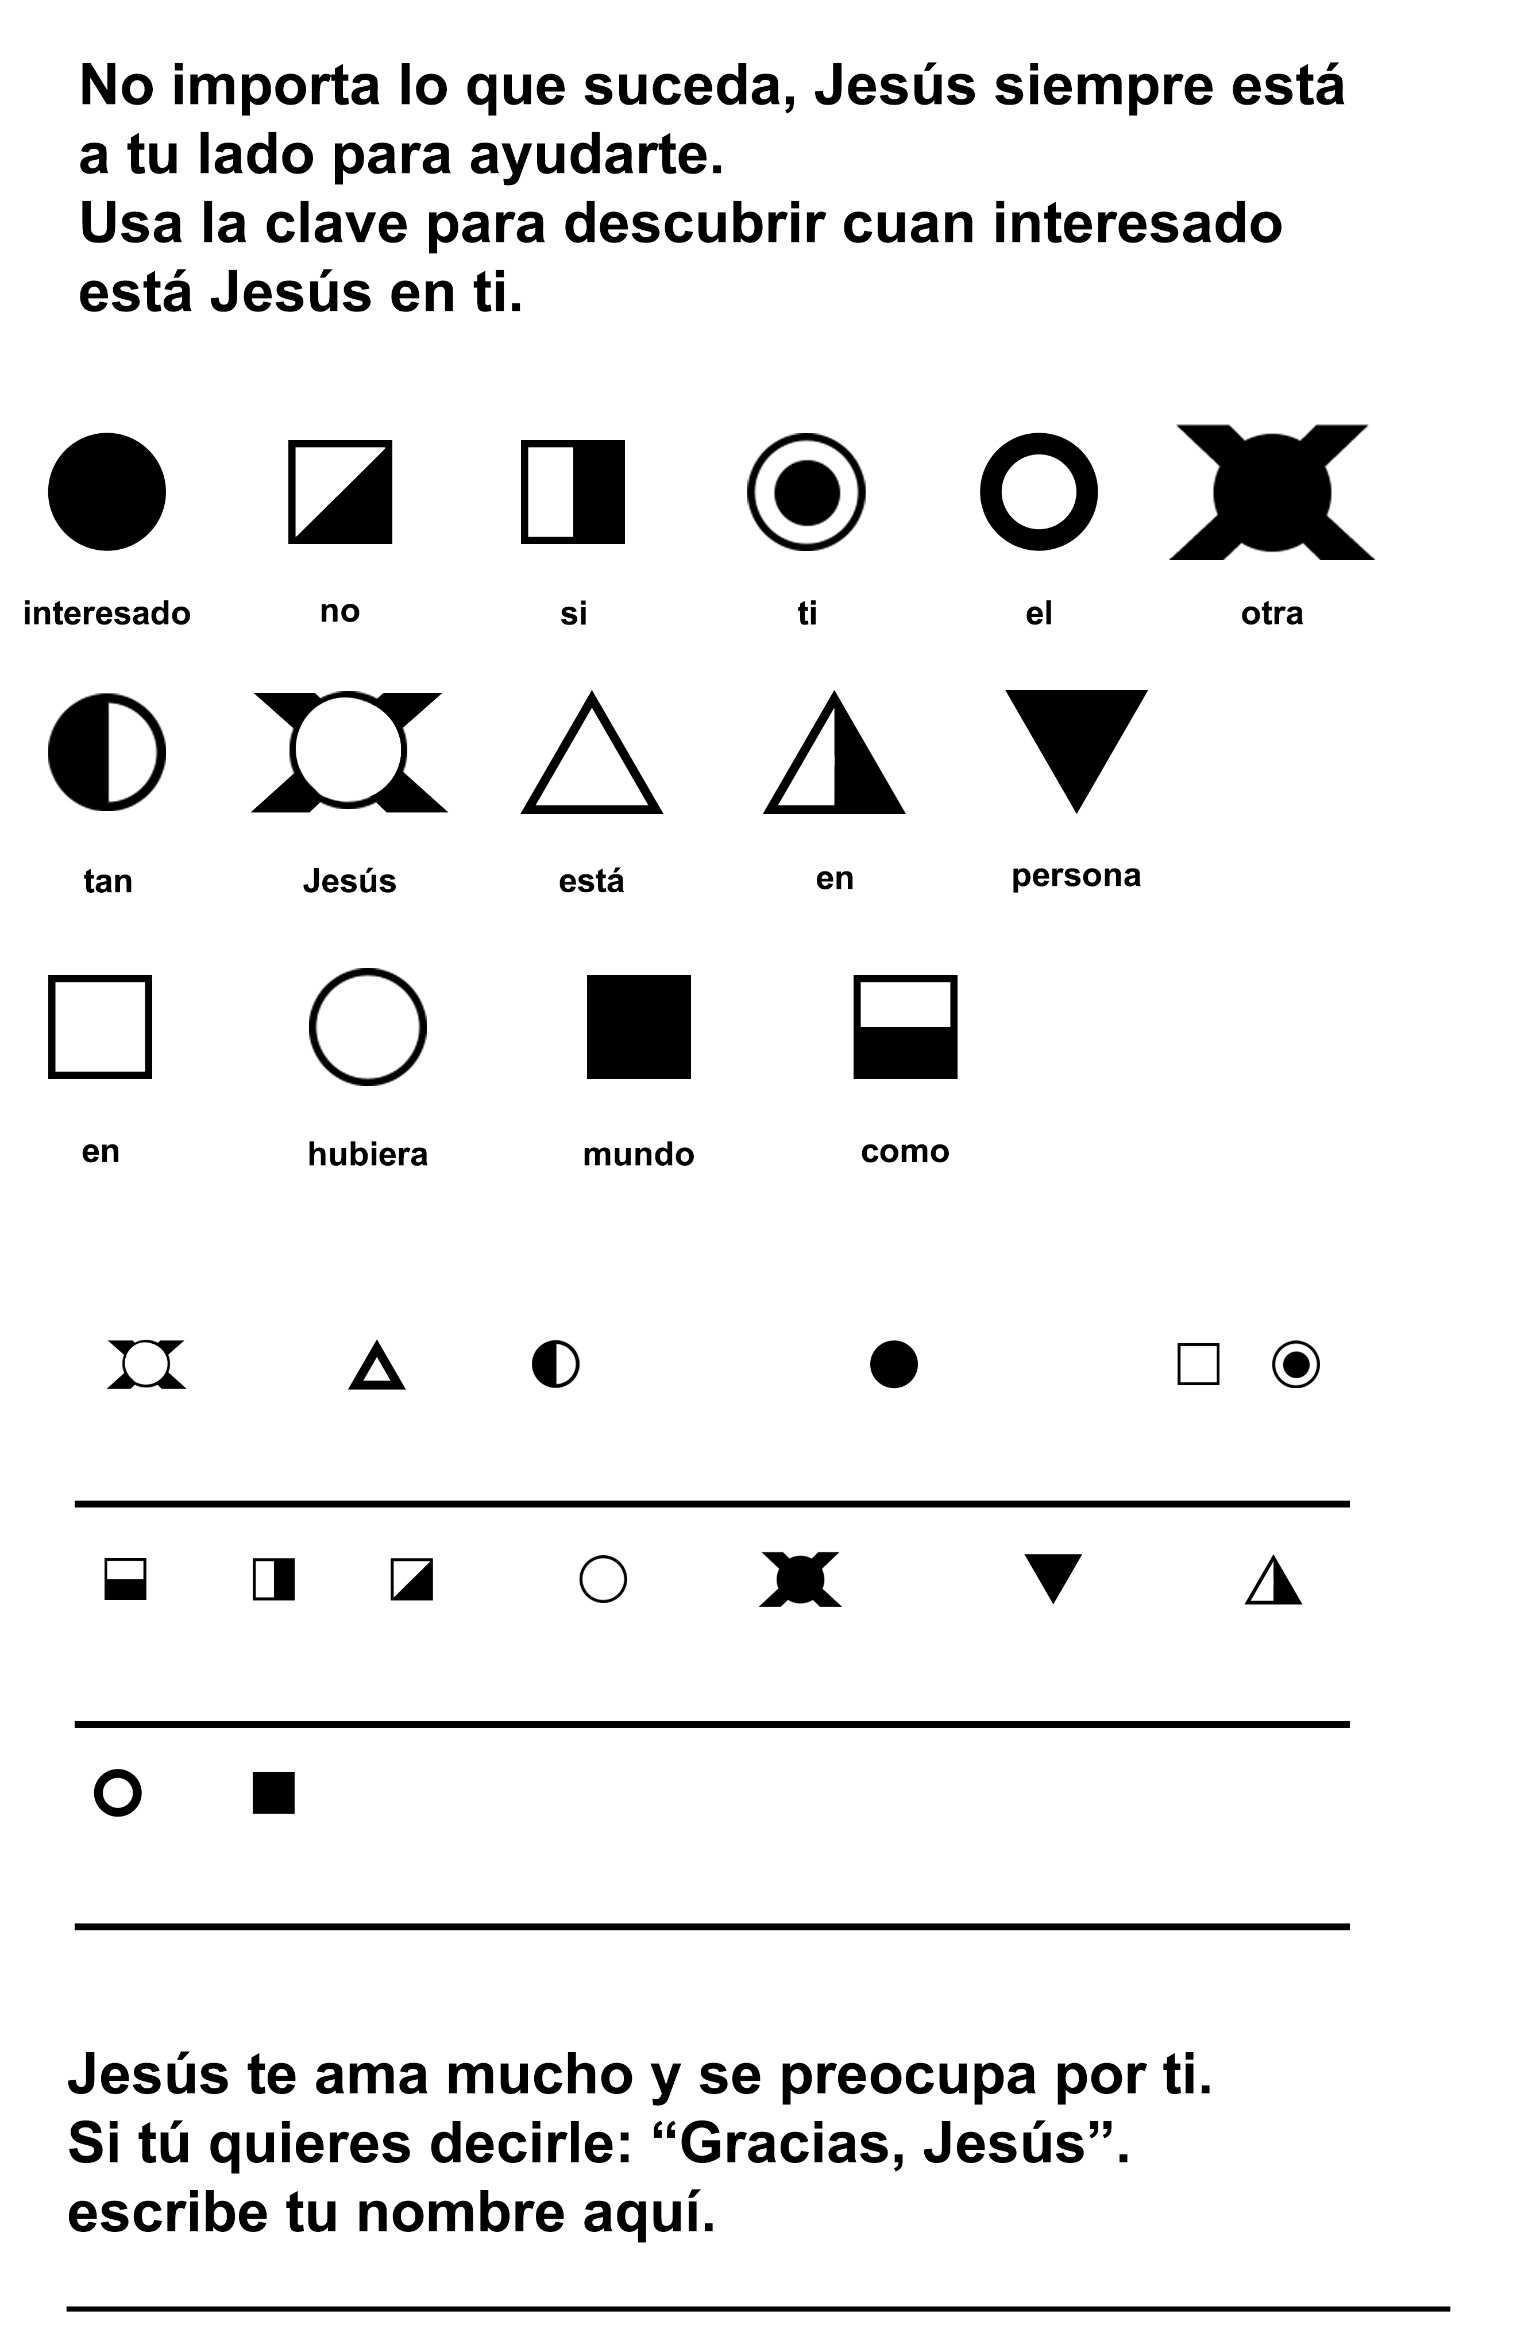 No importa lo que suceda, Jesús siempre está
a tu lado para ayudarte.
Usa la clave para descubrir cuan interesado
está Jesús en ti.
interesado no si ti el otra
tan Jesús está en persona
en hubiera mundo como
Jesús te ama mucho y se preocupa por ti.
Si tú quieres decirle: “Gracias, Jesús”.
escribe tu nombre aquí.